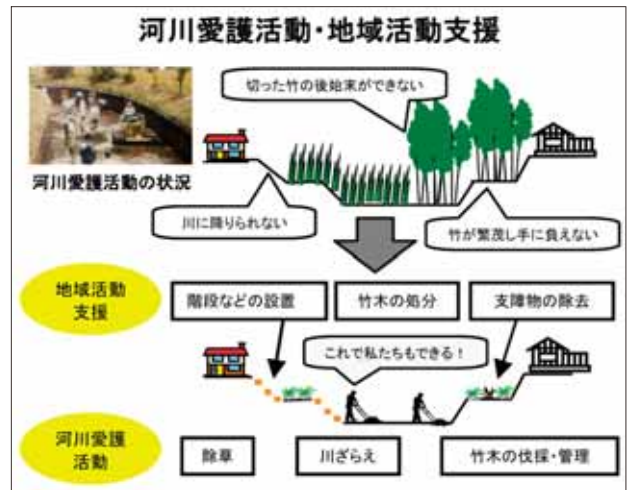 河川愛護活動・地域活動支援
切った竹の後始末ができない
河川愛護活動の状況
川に降りられない
竹が繁茂し手に負えない
地域活動
支援
階段などの設置
竹木の処分
支障物の除去
これで私たちもできる！
河川愛護
活動
除草
川ざらえ
竹木の伐採・管理